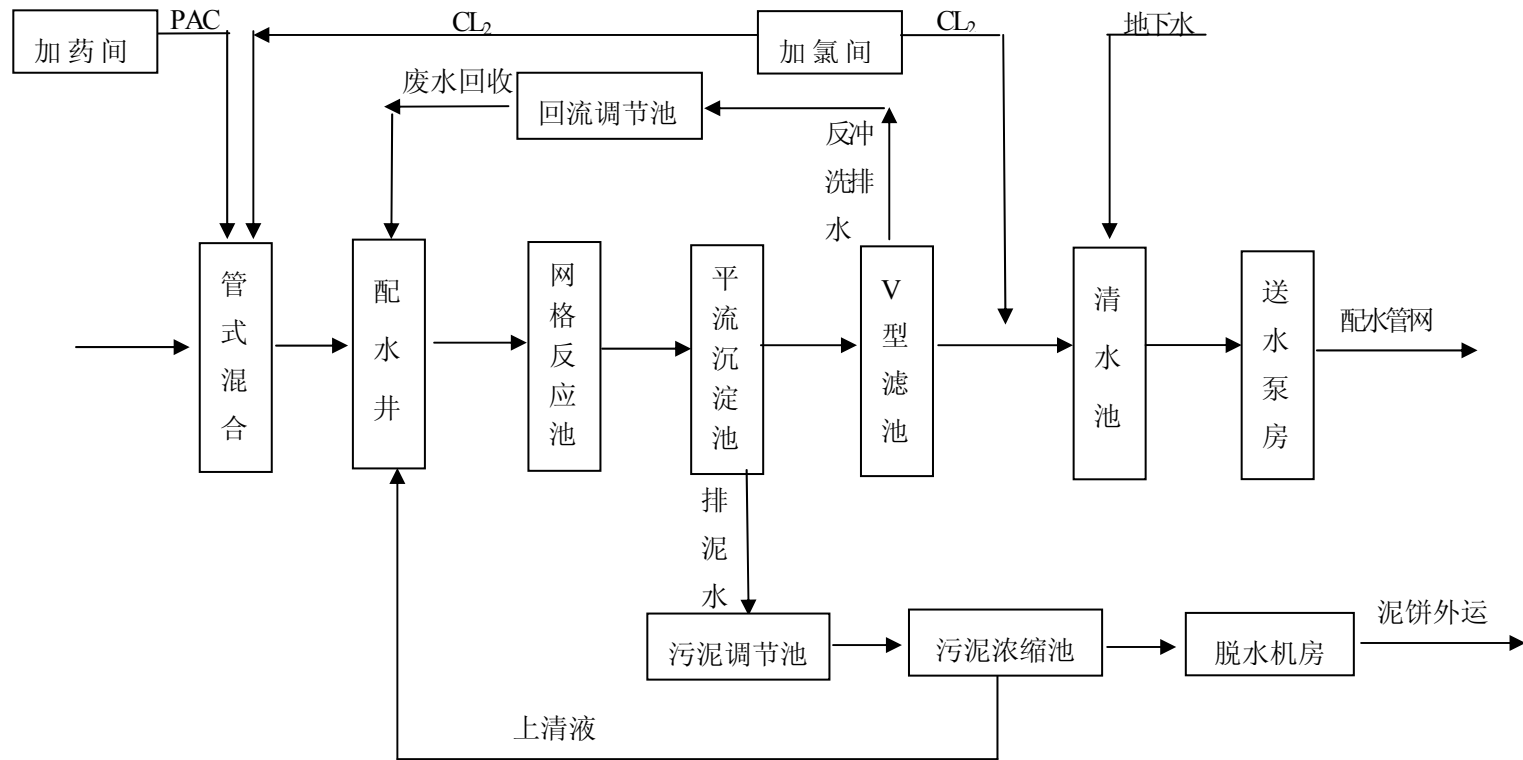 PAC
CL₂
CL₂
地下水
加药间
加氯间
废水回收
回流调节池
反冲
洗排
水
管式混合
配水井
网格反应池
平流沉淀池
V型滤池
清水池
送水泵房
配水管网
排泥水
污泥调节池
污泥浓缩池
脱水机房
泥饼外运
上清液